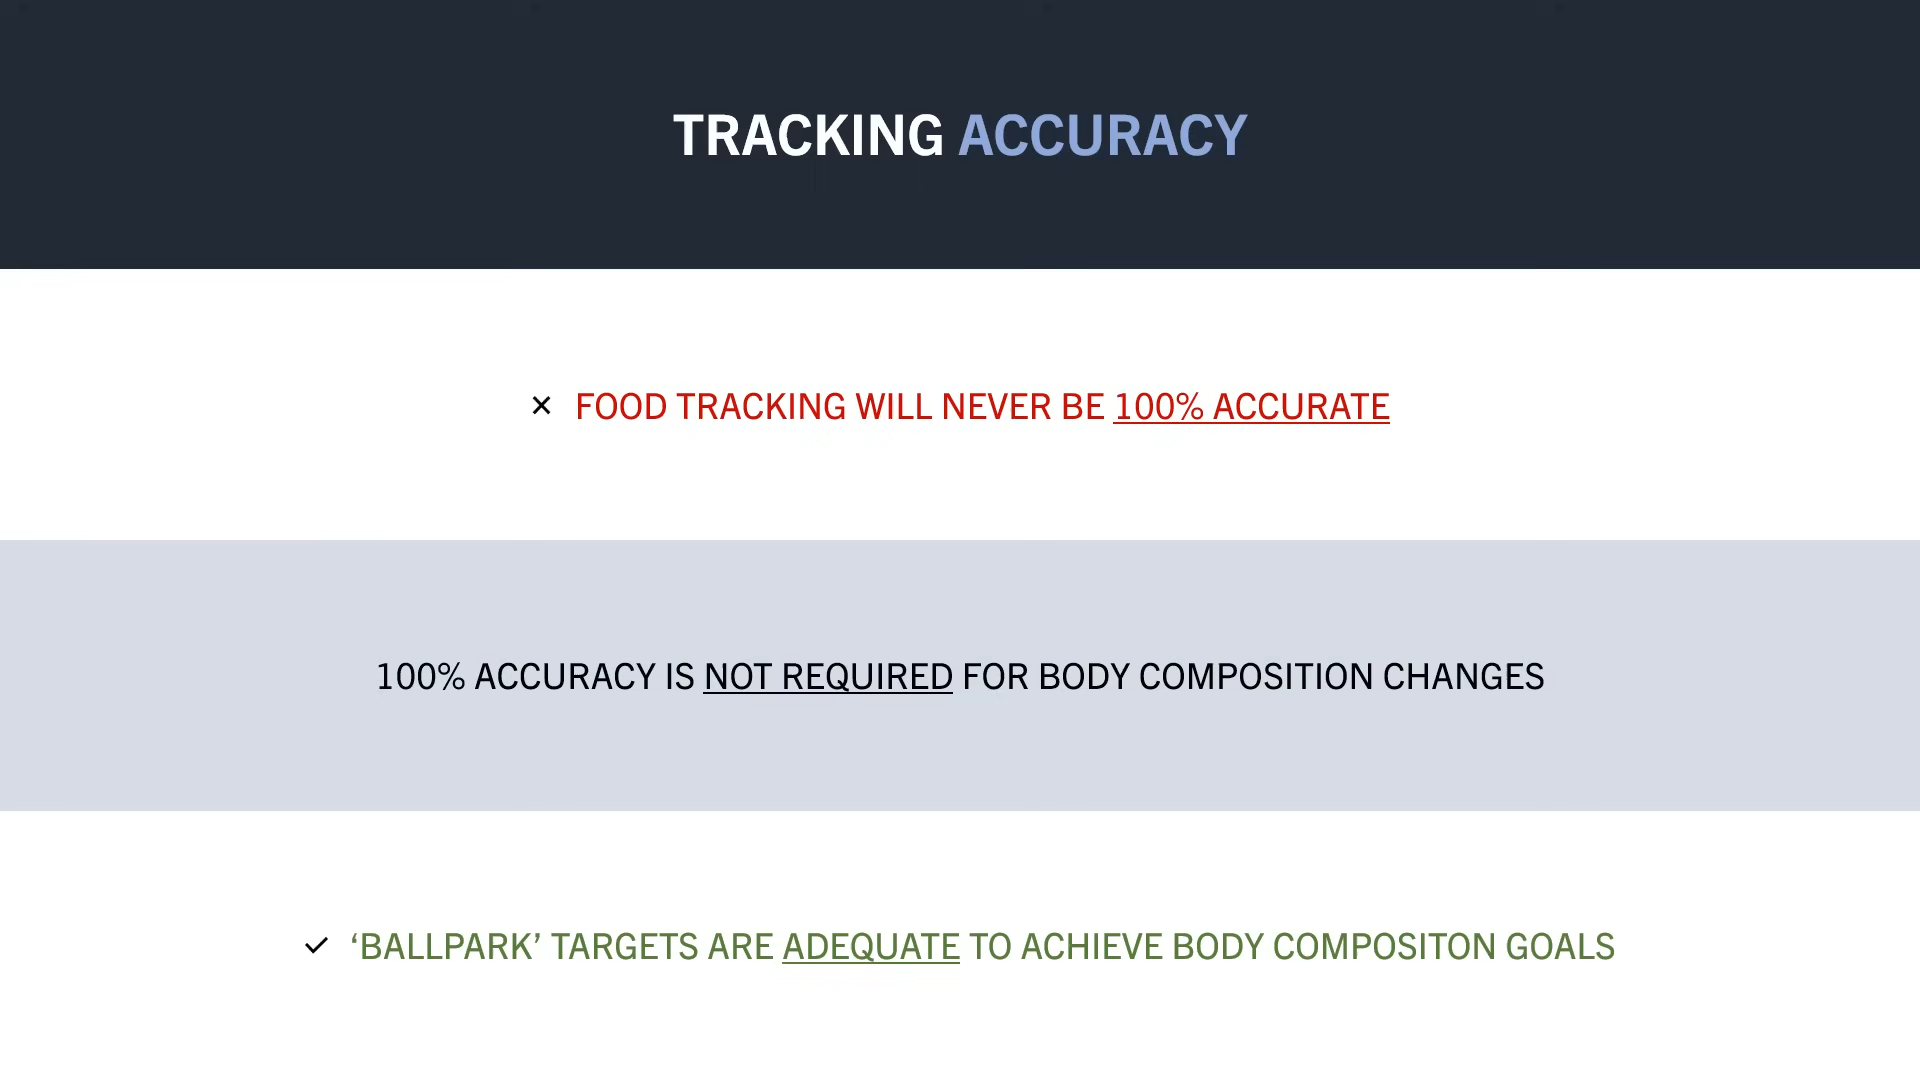 TRACKING ACCURACY
× FOOD TRACKING WILL NEVER BE 100% ACCURATE
100% ACCURACY IS NOT REQUIRED FOR BODY COMPOSITION CHANGES
✓ ‘BALLPARK’ TARGETS ARE ADEQUATE TO ACHIEVE BODY COMPOSITON GOALS